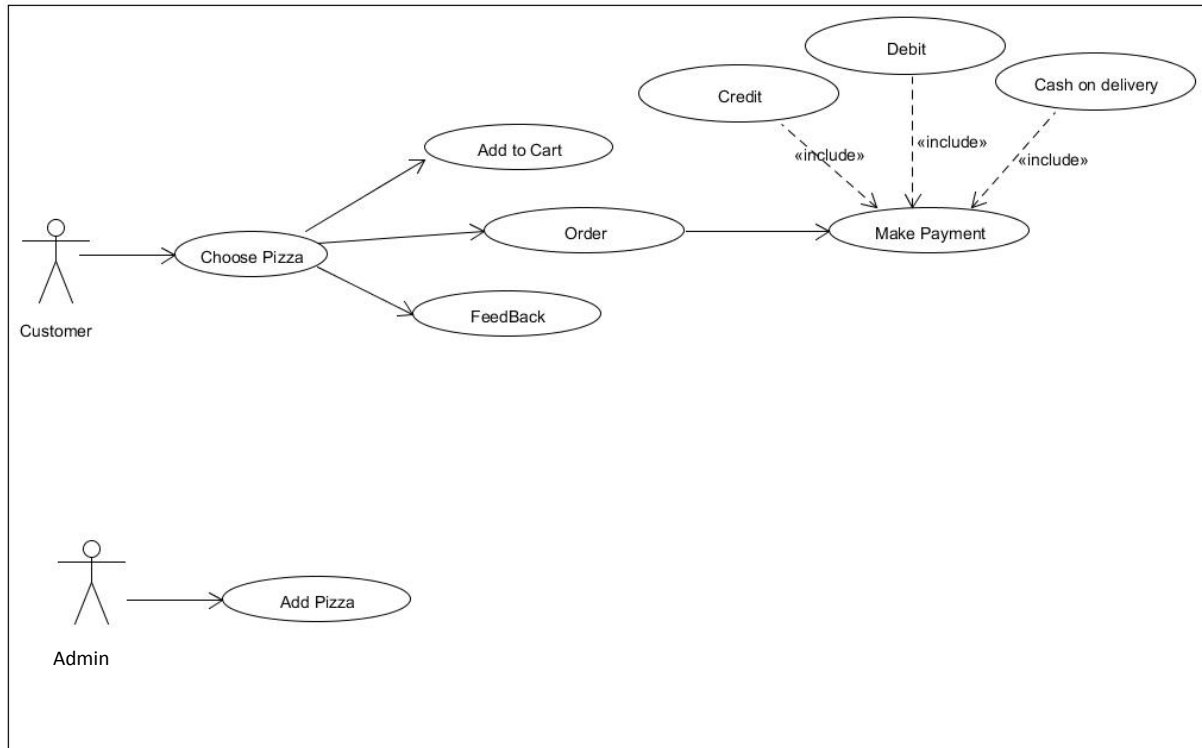 Debit
Cash on delivery
Credit
Add to Cart
«include»
«include»
«include»
Order
Make Payment
Choose Pizza
FeedBack
Customer
Add Pizza
Admin